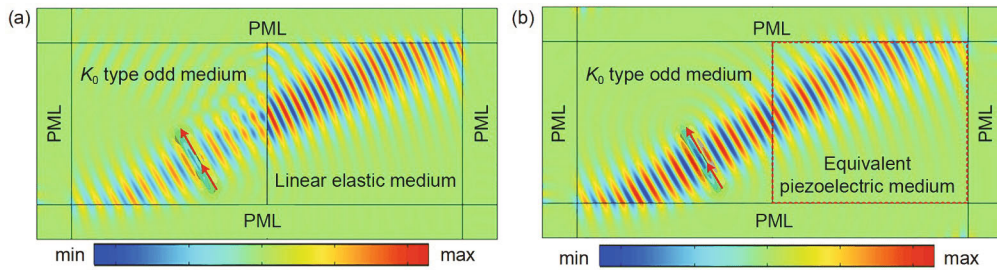 (a)
PML
K0 type odd medium
PML
PML
Linear elastic medium
PML
min
max
(b)
PML
K0 type odd medium
PML
PML
Equivalent
piezoelectric medium
PML
min
max